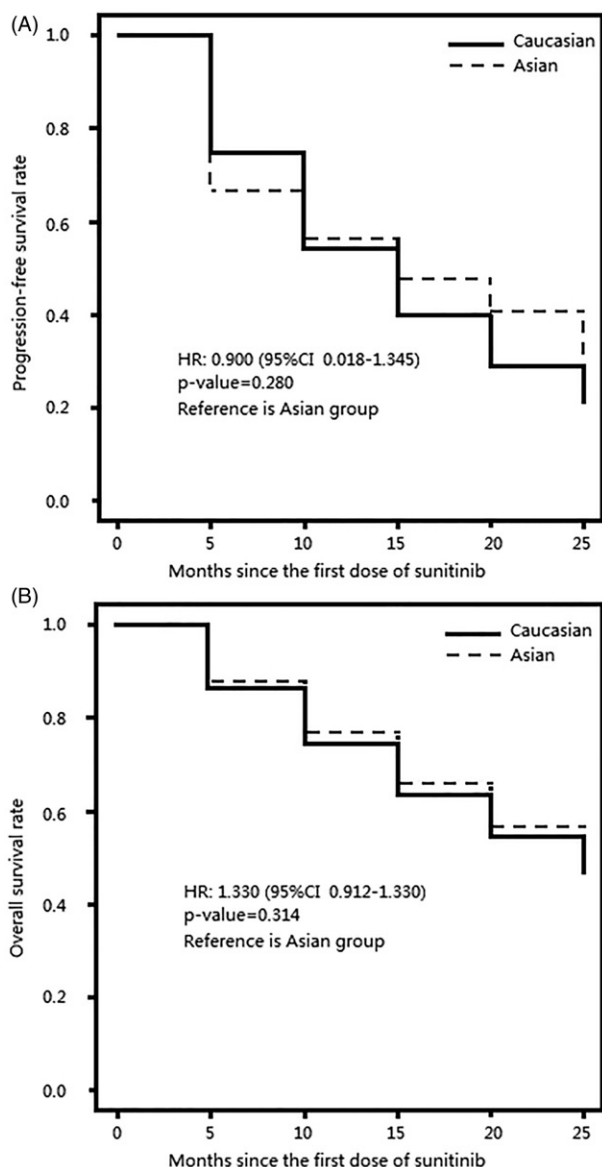 (A)
1.0
0.8
0.6
0.4
0.2
0.0
Progression-free survival rate
Caucasian
Asian
HR: 0.900 (95%CI 0.018-1.345)
p-value=0.280
Reference is Asian group
0 5 10 15 20 25
Months since the first dose of sunitinib
(B)
1.0
0.8
0.6
0.4
0.2
0.0
Overall survival rate
Caucasian
Asian
HR: 1.330 (95%CI 0.912-1.330)
p-value=0.314
Reference is Asian group
0 5 10 15 20 25
Months since the first dose of sunitinib